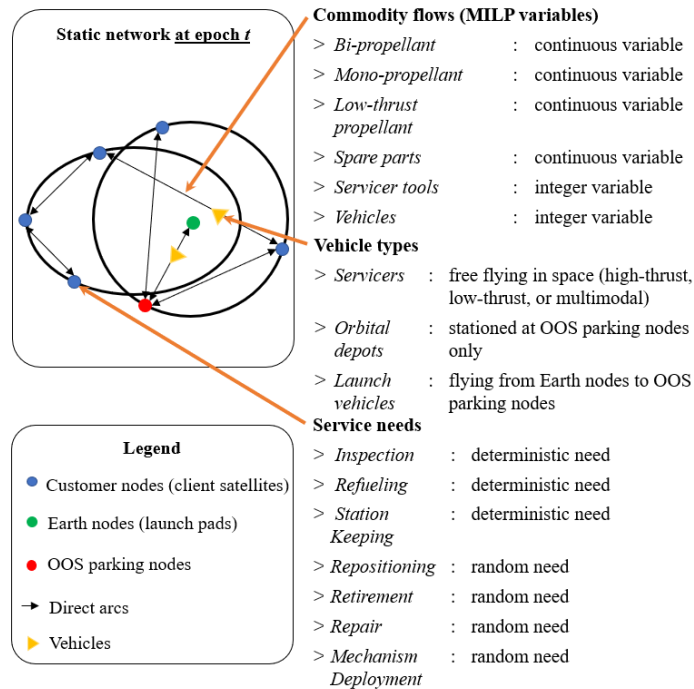 Static network at epoch t
Commodity flows (MILP variables)
> Bi-propellant : continuous variable
> Mono-propellant : continuous variable
> Low-thrust : continuous variable
propellant
> Spare parts : continuous variable
> Servicer tools : integer variable
> Vehicles : integer variable
Vehicle types
> Servicers : free flying in space (high-thrust,
low-thrust, or multimodal)
> Orbital : stationed at OOS parking nodes
depots only
> Launch : flying from Earth nodes to OOS
vehicles parking nodes
Service needs
> Inspection : deterministic need
> Refueling : deterministic need
> Station : deterministic need
Keeping
> Repositioning : random need
> Retirement : random need
> Repair : random need
> Mechanism : random need
Deployment
Legend
Customer nodes (client satellites)
Earth nodes (launch pads)
OOS parking nodes
Direct arcs
Vehicles